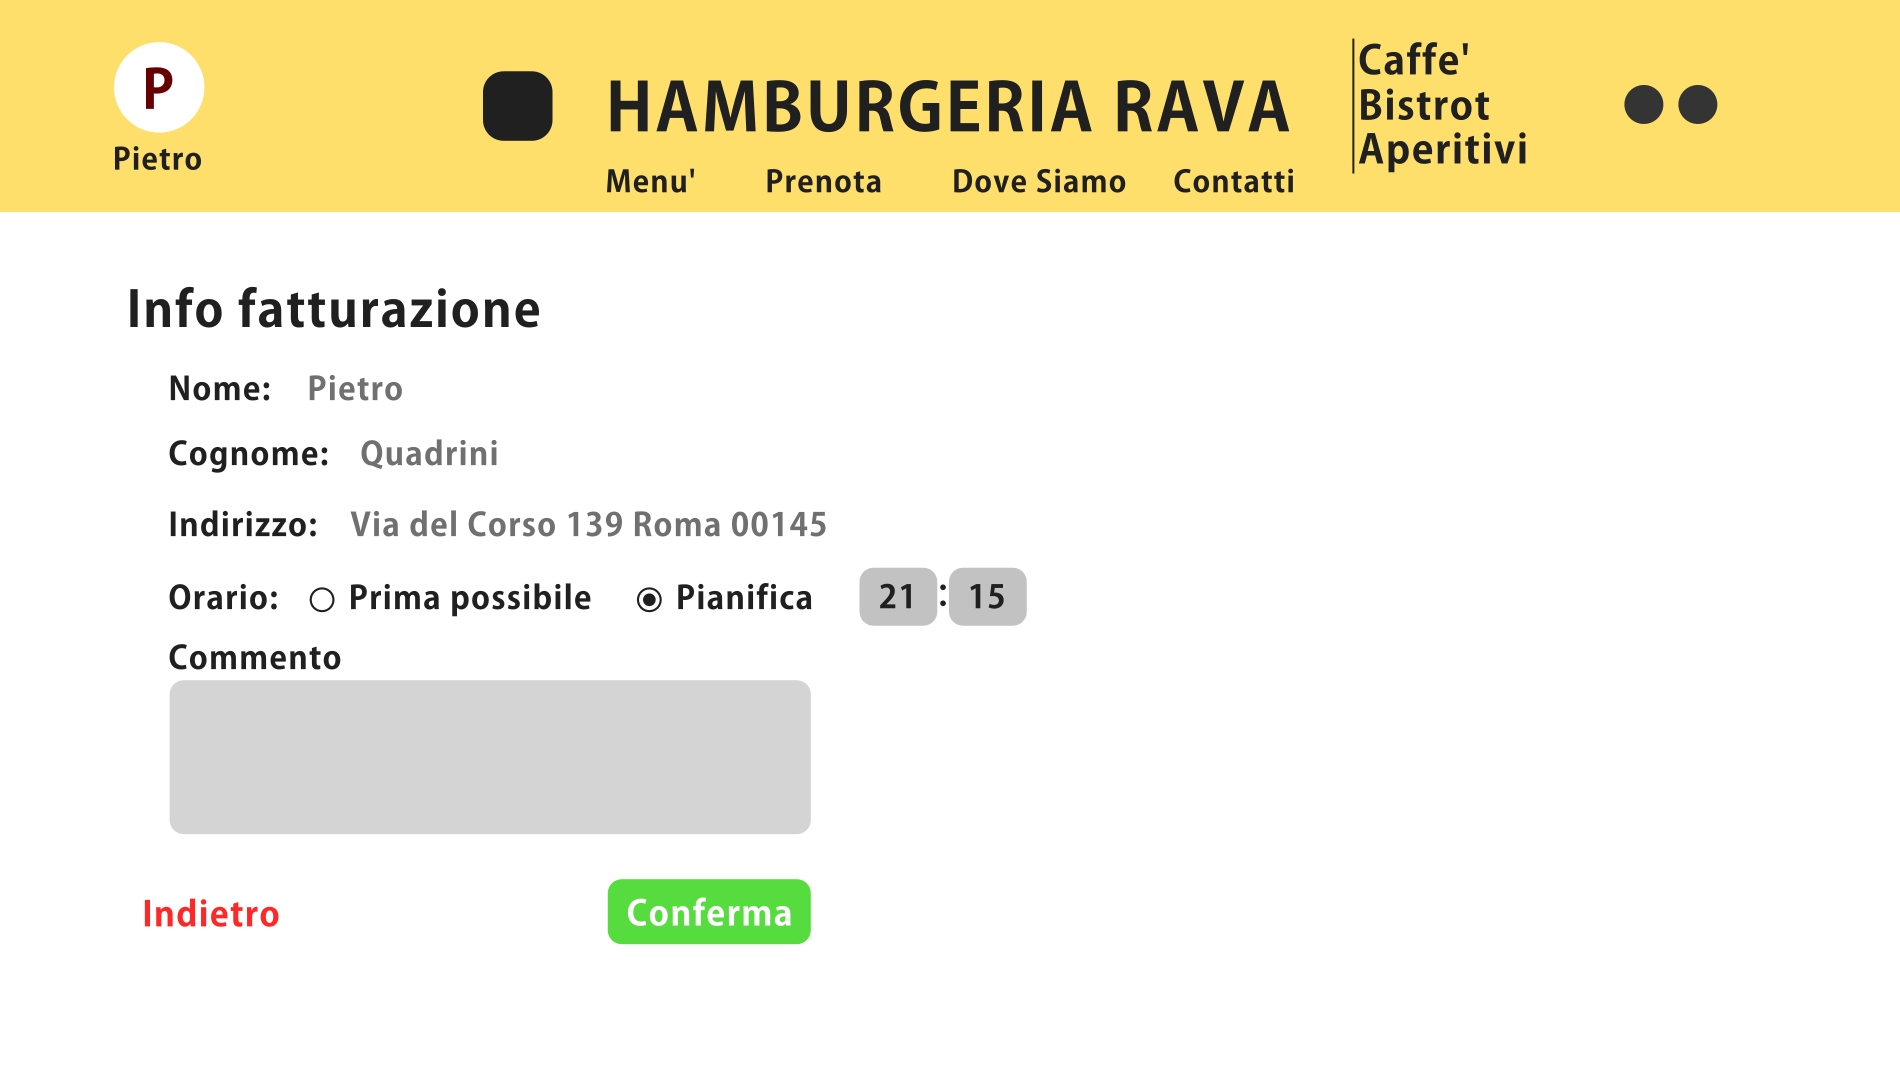 P
Pietro
HAMBURGERIA RAVA
Caffe'
Bistrot
Aperitivi
Menu' Prenota Dove Siamo Contatti
Info fatturazione
Nome: Pietro
Cognome: Quadrini
Indirizzo: Via del Corso 139 Roma 00145
Orario: Prima possibile Pianifica 21 : 15
Commento
Indietro Conferma